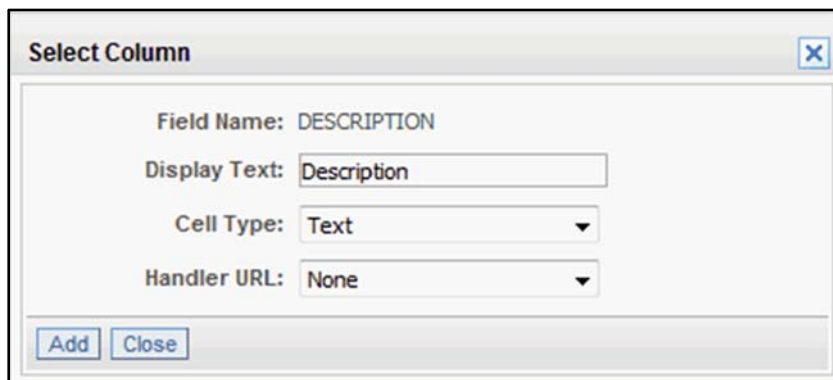 Select Column
Field Name: DESCRIPTION
Display Text: Description
Cell Type: Text
Handler URL: None
Add Close